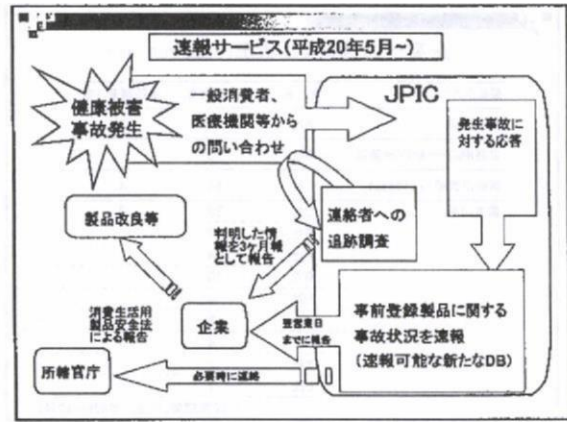 速報サービス(平成20年5月~)
健康被害
事故発生
一般消費者、
医療機関等から
の問い合わせ
JPIC
発生事故に
対する応答
製品改良等
判明した情
報を3ヶ月報
として報告
連絡者への
追跡調査
消費生活用
製品安全法
による報告
企業
翌営業日
までに報告
事前登録製品に関する
事故状況を速報
(速報可能な新たなDB)
所轄官庁
必要時に連絡